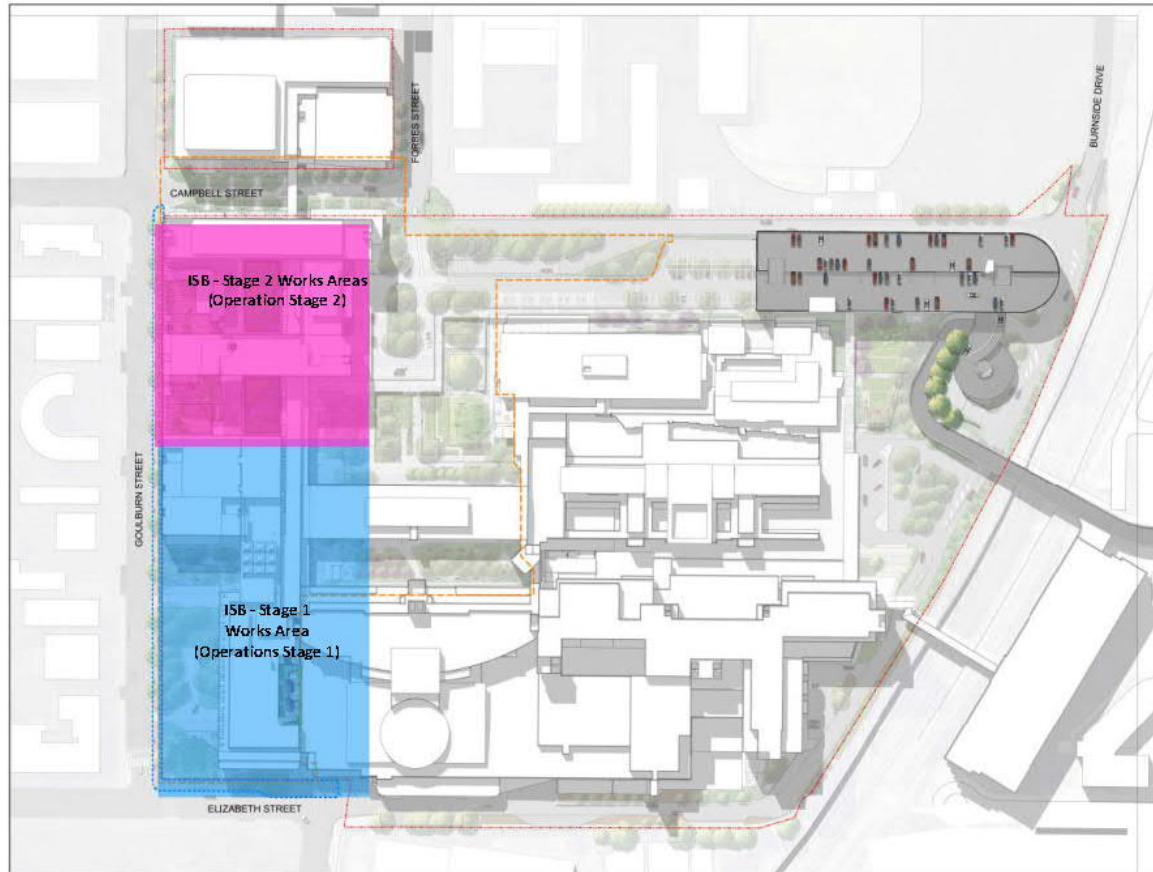 BURNSIDE DRIVE
FORBES STREET
CAMPBELL STREET
ISB - Stage 2 Works Areas
(Operation Stage 2)
GOULBURN STREET
ISB - Stage 1
Works Area
(Operations Stage 1)
ELIZABETH STREET